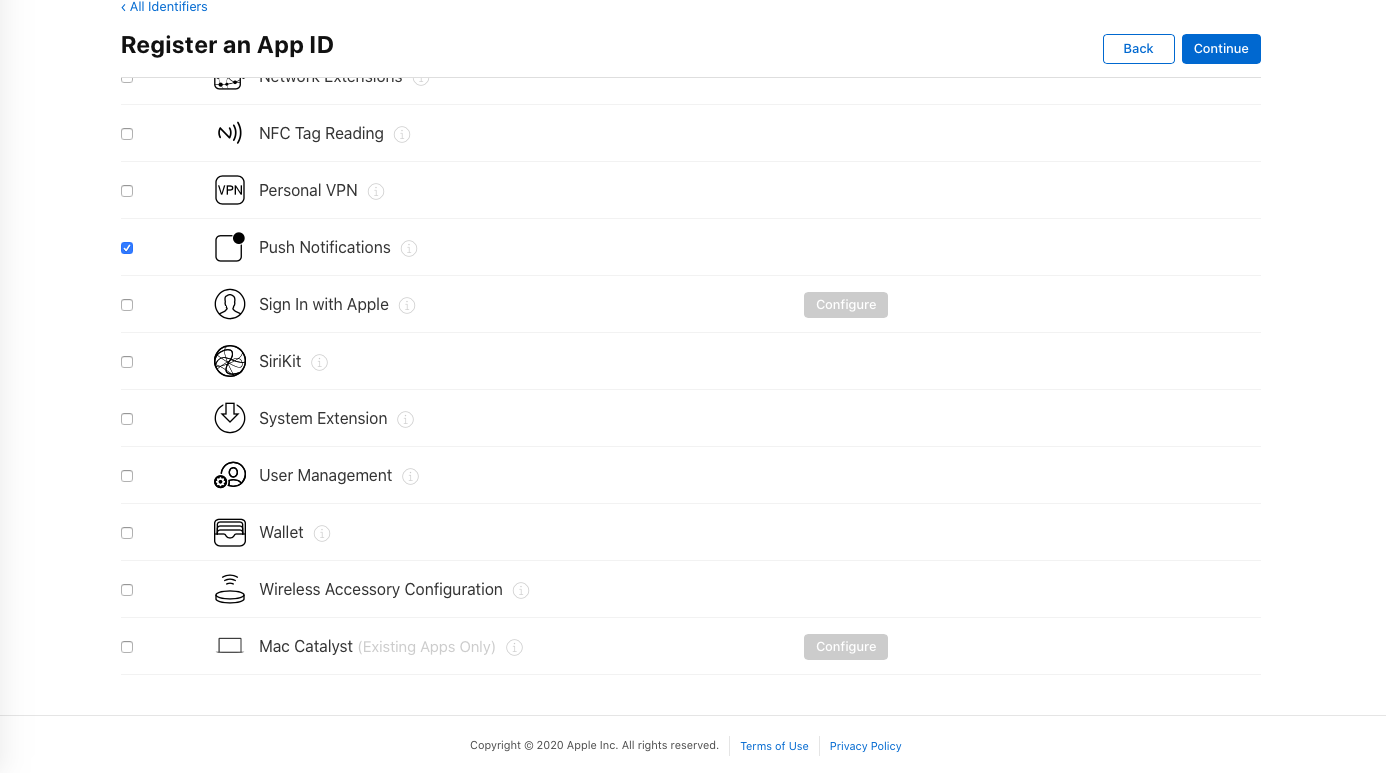 ‹ All Identifiers
Register an App ID
Back
Continue
Network Extensions
NFC Tag Reading
VPN
Personal VPN
Push Notifications
Sign In with Apple
Configure
SiriKit
System Extension
User Management
Wallet
Wireless Accessory Configuration
Mac Catalyst (Existing Apps Only)
Configure
Copyright © 2020 Apple Inc. All rights reserved. Terms of Use Privacy Policy